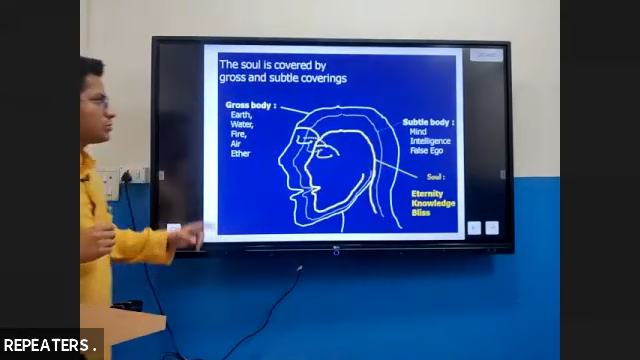 The soul is covered by
gross and subtle coverings
Gross body :
Earth,
Water,
Fire,
Air
Ether
Subtle body :
Mind
Intelligence
False Ego
Soul :
Eternity
Knowledge
Bliss
REPEATERS .